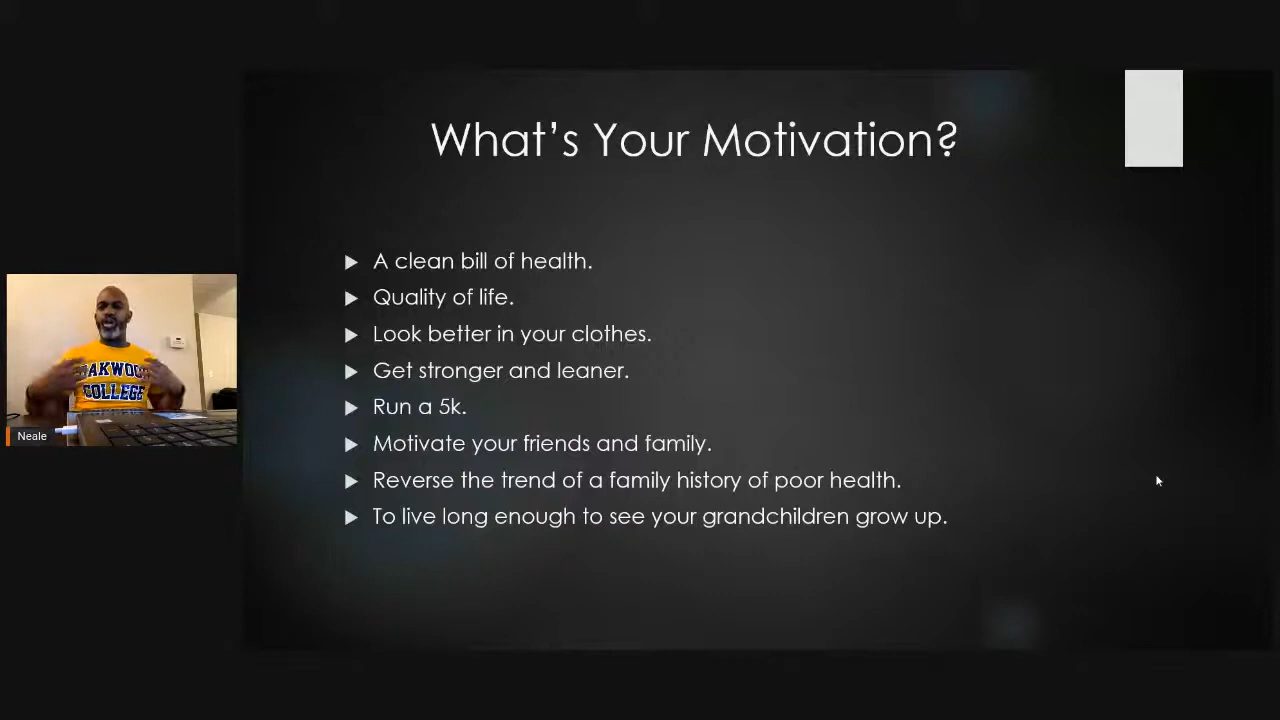 What's Your Motivation?
A clean bill of health.
Quality of life.
Look better in your clothes.
Get stronger and leaner.
Run a 5k.
Motivate your friends and family.
Reverse the trend of a family history of poor health.
To live long enough to see your grandchildren grow up.
OAKWOOD
COLLEGE
Neale